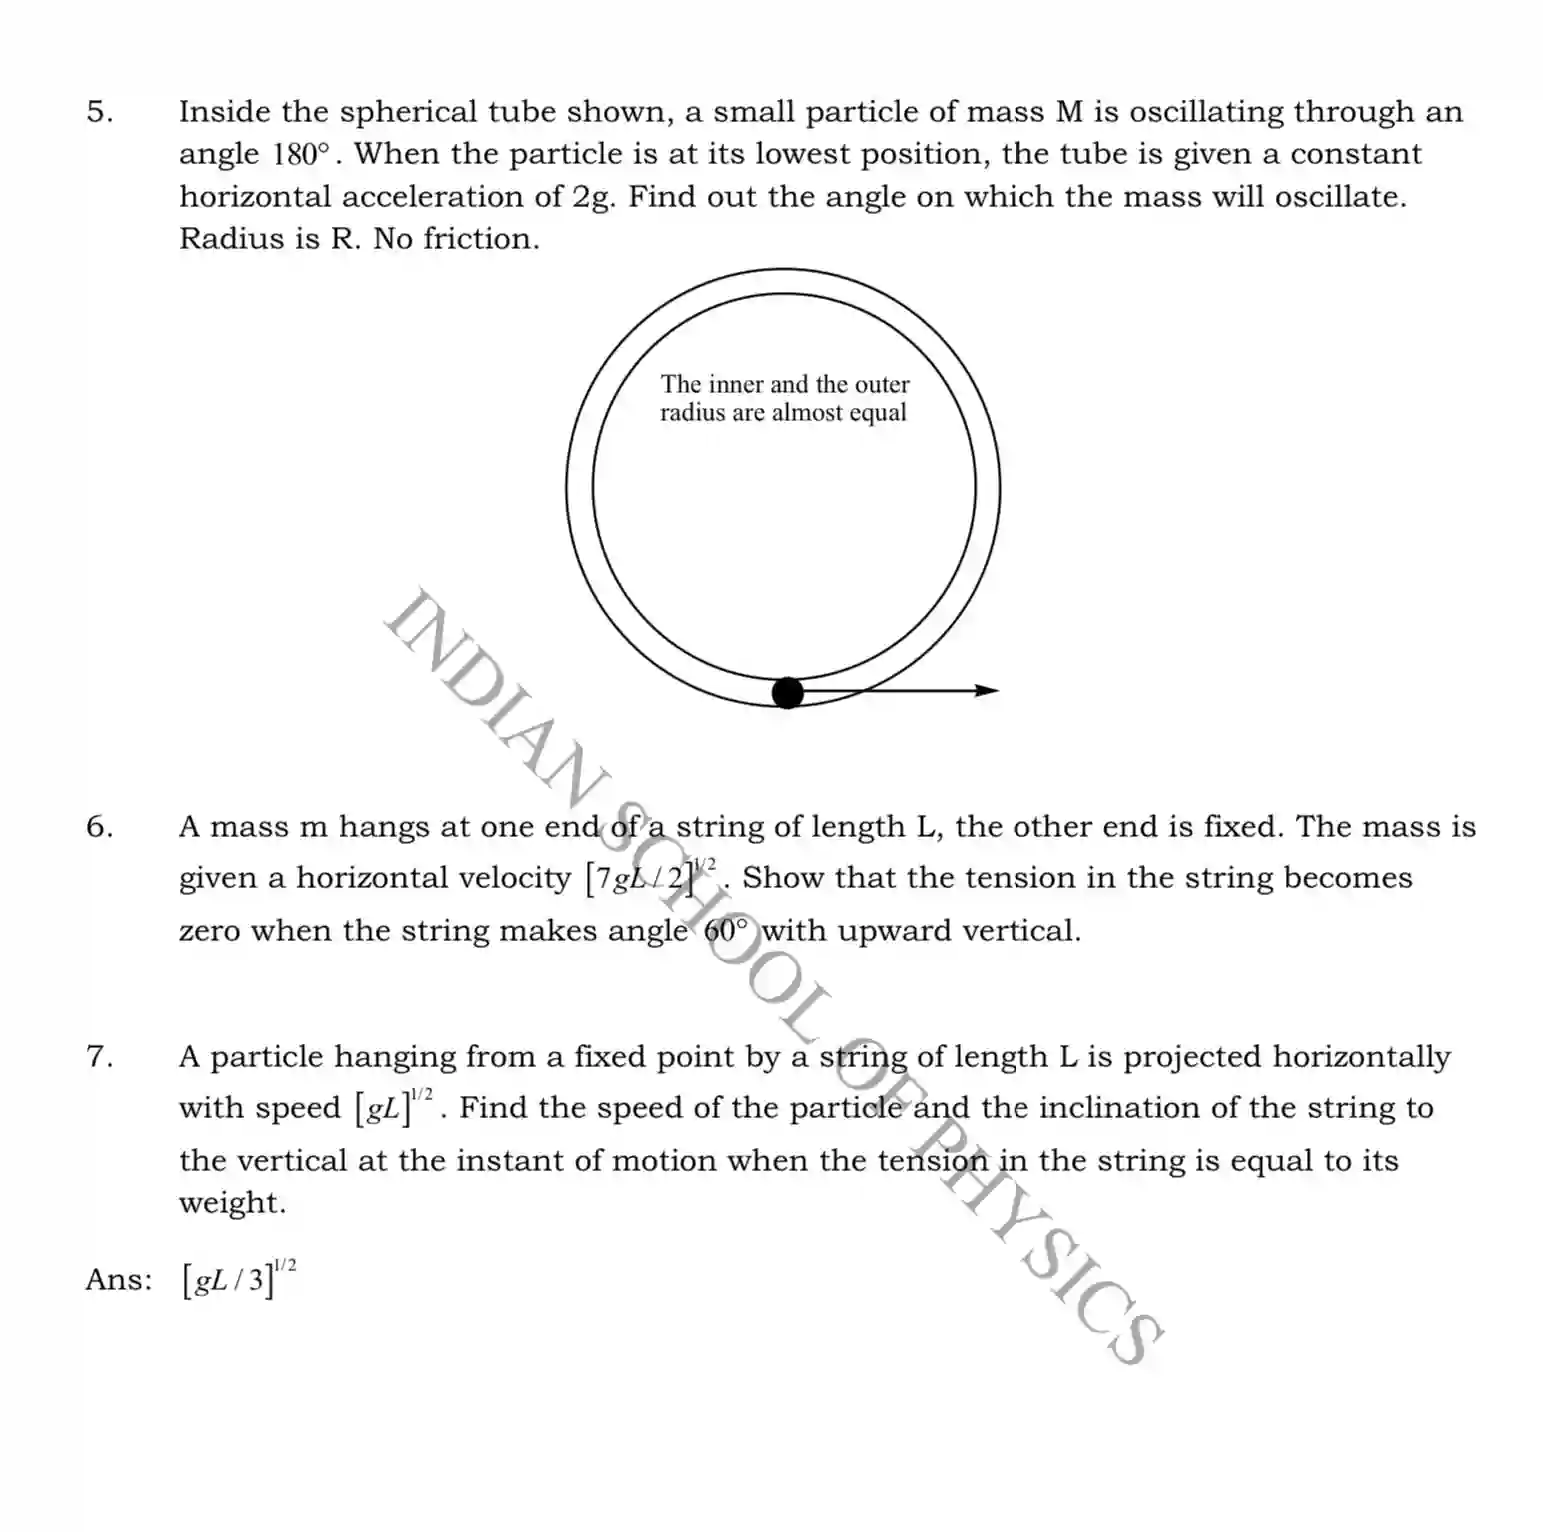 5. Inside the spherical tube shown, a small particle of mass M is oscillating through an
angle 180°. When the particle is at its lowest position, the tube is given a constant
horizontal acceleration of 2g. Find out the angle on which the mass will oscillate.
Radius is R. No friction.
The inner and the outer
radius are almost equal
INDIAN SCHOOL OF PHYSICS
6. A mass m hangs at one end of a string of length L, the other end is fixed. The mass is
given a horizontal velocity [7gL/2]^1/2. Show that the tension in the string becomes
zero when the string makes angle 60° with upward vertical.
7. A particle hanging from a fixed point by a string of length L is projected horizontally
with speed [gL]^1/2. Find the speed of the particle and the inclination of the string to
the vertical at the instant of motion when the tension in the string is equal to its
weight.
Ans: [gL/3]^1/2